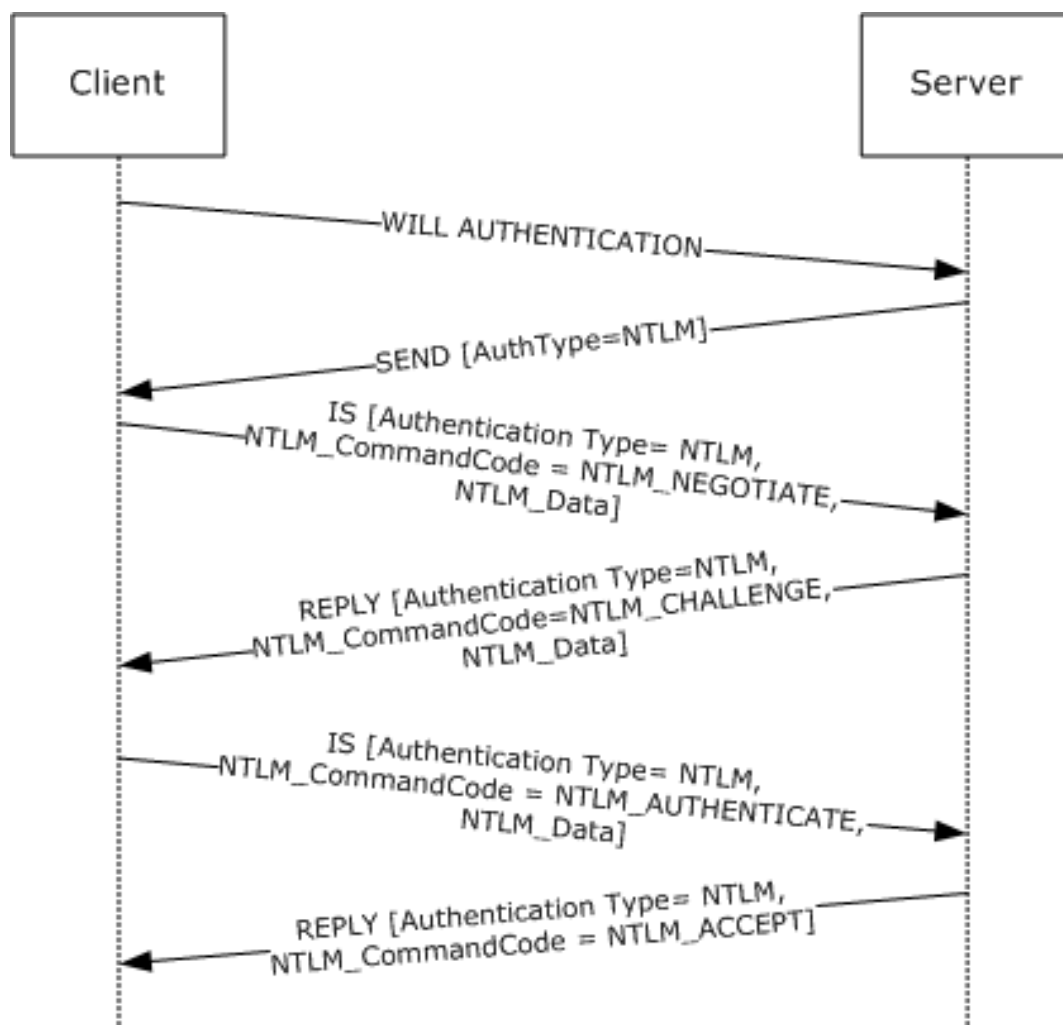 Client
Server
WILL AUTHENTICATION
SEND [AuthType=NTLM]
IS [Authentication Type= NTLM,
NTLM_CommandCode = NTLM_NEGOTIATE,
NTLM_Data]
REPLY [Authentication Type=NTLM,
NTLM_CommandCode=NTLM_CHALLENGE,
NTLM_Data]
IS [Authentication Type= NTLM,
NTLM_CommandCode = NTLM_AUTHENTICATE,
NTLM_Data]
REPLY [Authentication Type= NTLM,
NTLM_CommandCode = NTLM_ACCEPT]